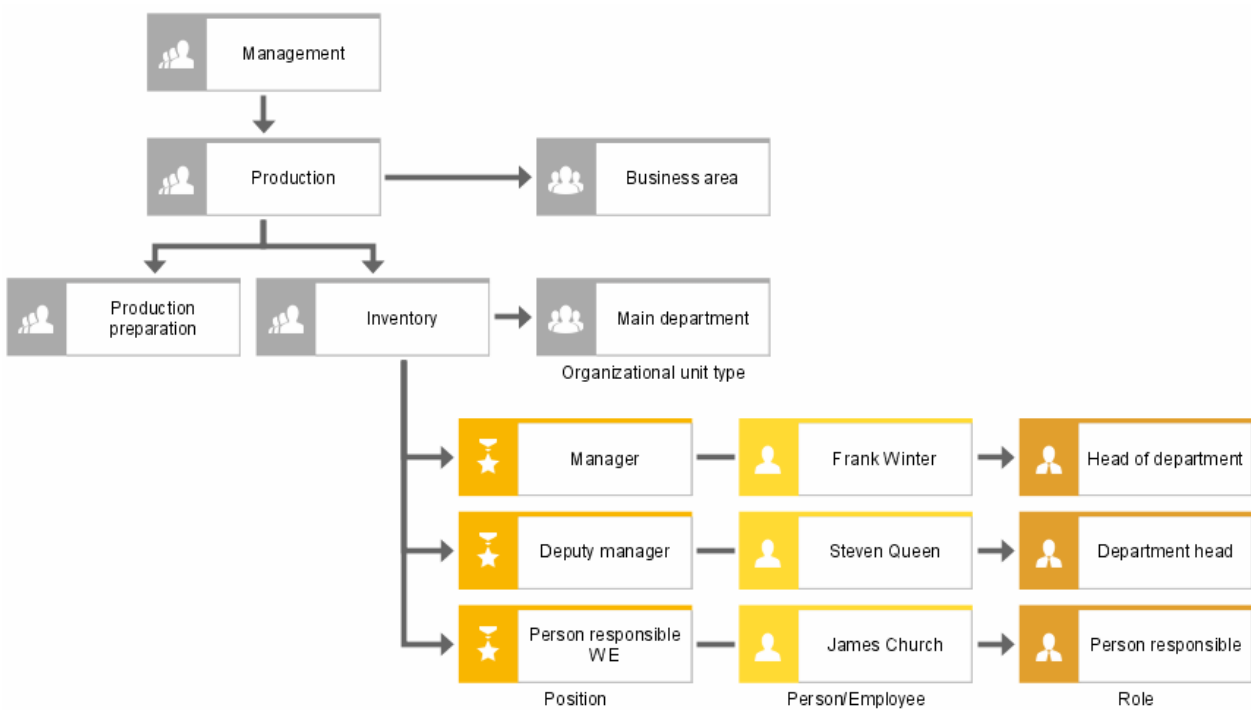 Management
Production
Business area
Production
preparation
Inventory
Main department
Organizational unit type
Manager
Frank Winter
Head of department
Deputy manager
Steven Queen
Department head
Person responsible
WE
James Church
Person responsible
Position
Person/Employee
Role